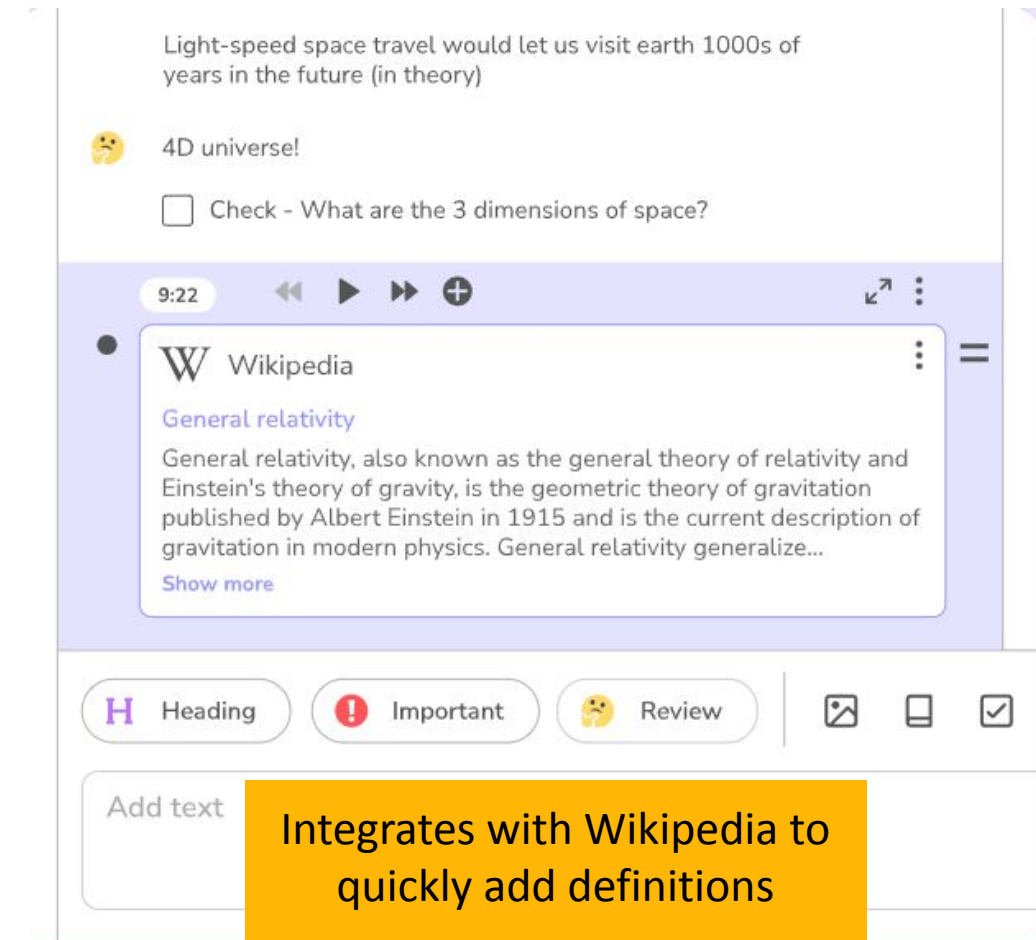 Light-speed space travel would let us visit earth 1000s of
years in the future (in theory)
4D universe!
Check - What are the 3 dimensions of space?
9:22
W Wikipedia
General relativity
General relativity, also known as the general theory of relativity and
Einstein's theory of gravity, is the geometric theory of gravitation
published by Albert Einstein in 1915 and is the current description of
gravitation in modern physics. General relativity generalize...
Show more
H Heading
Important
Review
Add text
Integrates with Wikipedia to
quickly add definitions